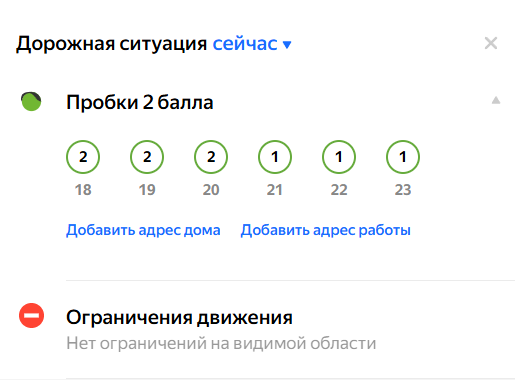 Дорожная ситуация сейчас
Пробки 2 балла
2 2 2 1 1 1
18 19 20 21 22 23
Добавить адрес дома Добавить адрес работы
Ограничения движения
Нет ограничений на видимой области